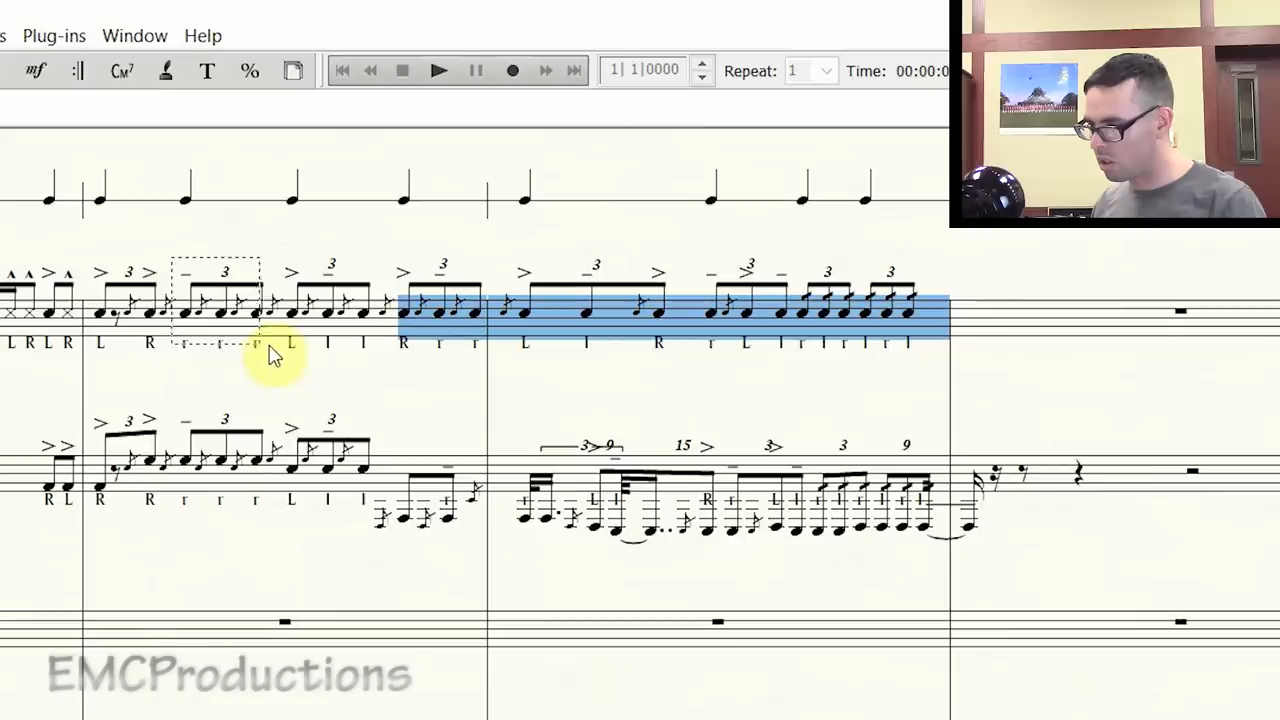 Plug-ins Window Help
mf CM7 T % 1| 1|0000 Repeat: 1 Time: 00:00:0
3 3 3 3 3 3 3 3
L R L R L R r r r L l l R r r L l R r L l r l r l r l
3 3 3 3 9 15 3 3 9
R L R R r r r L l l
EMCProductions